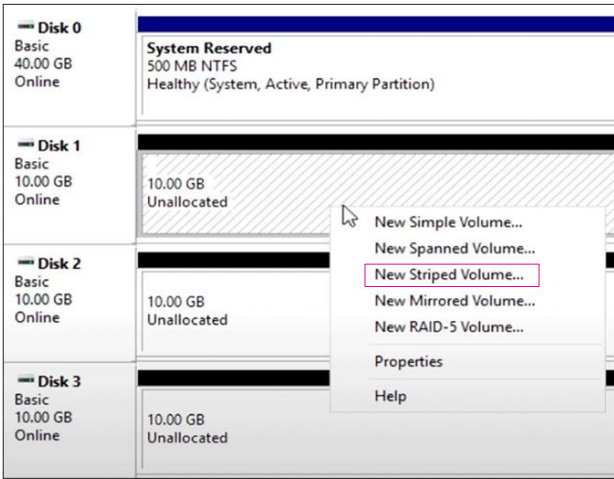 Disk 0
Basic
40.00 GB
Online
System Reserved
500 MB NTFS
Healthy (System, Active, Primary Partition)
Disk 1
Basic
10.00 GB
Online
10.00 GB
Unallocated
New Simple Volume...
New Spanned Volume...
New Striped Volume...
New Mirrored Volume...
New RAID-5 Volume...
Properties
Help
Disk 2
Basic
10.00 GB
Online
10.00 GB
Unallocated
Disk 3
Basic
10.00 GB
Online
10.00 GB
Unallocated